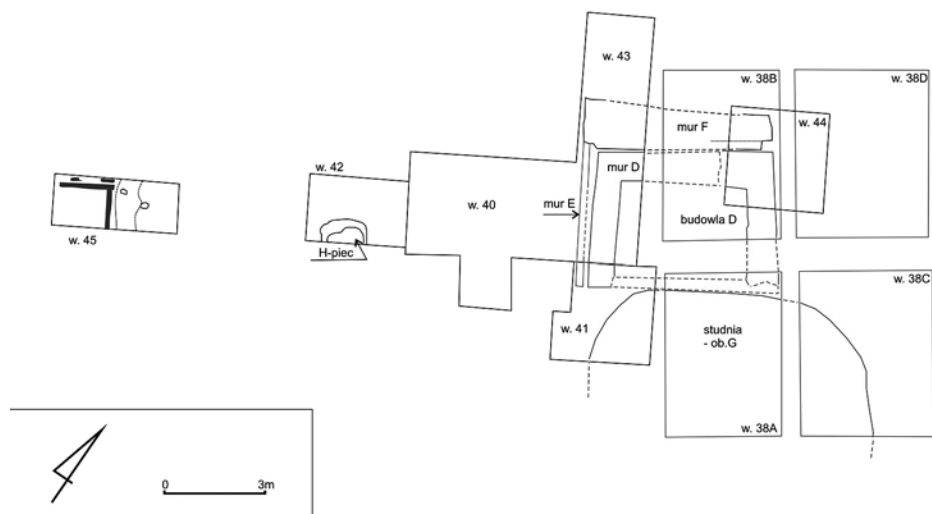 w. 43
w. 38B
w. 38D
mur F
w. 44
w. 42
mur D
w. 40
mur E
budowla D
w. 45
H-piec
w. 38C
w. 41
studnia
- ob.G
w. 38A
0
3m